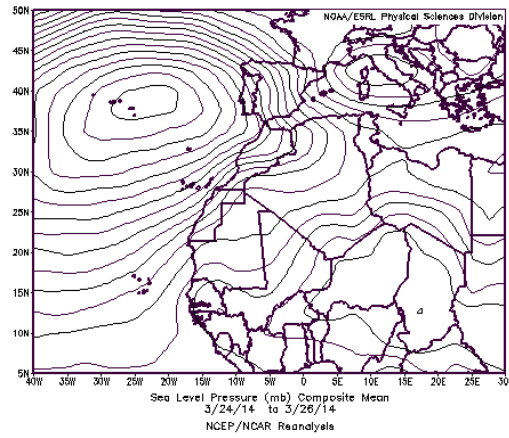 NOAA/ESRL Physical Sciences Division
50N
45N
40N
35N
30N
25N
20N
15N
10N
5N
40W 35W 30W 25W 20W 15W 10W 5W 0 5E 10E 15E 20E 25E 30
Sea Level Pressure (mb) Composite Mean
3/24/14 to 3/26/14
NCEP/NCAR Reanalysis